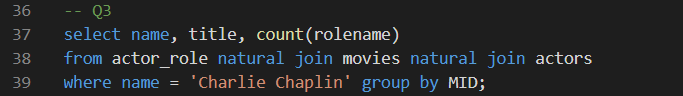 36 -- Q3
37 select name, title, count(rolename)
38 from actor_role natural join movies natural join actors
39 where name = 'Charlie Chaplin' group by MID;